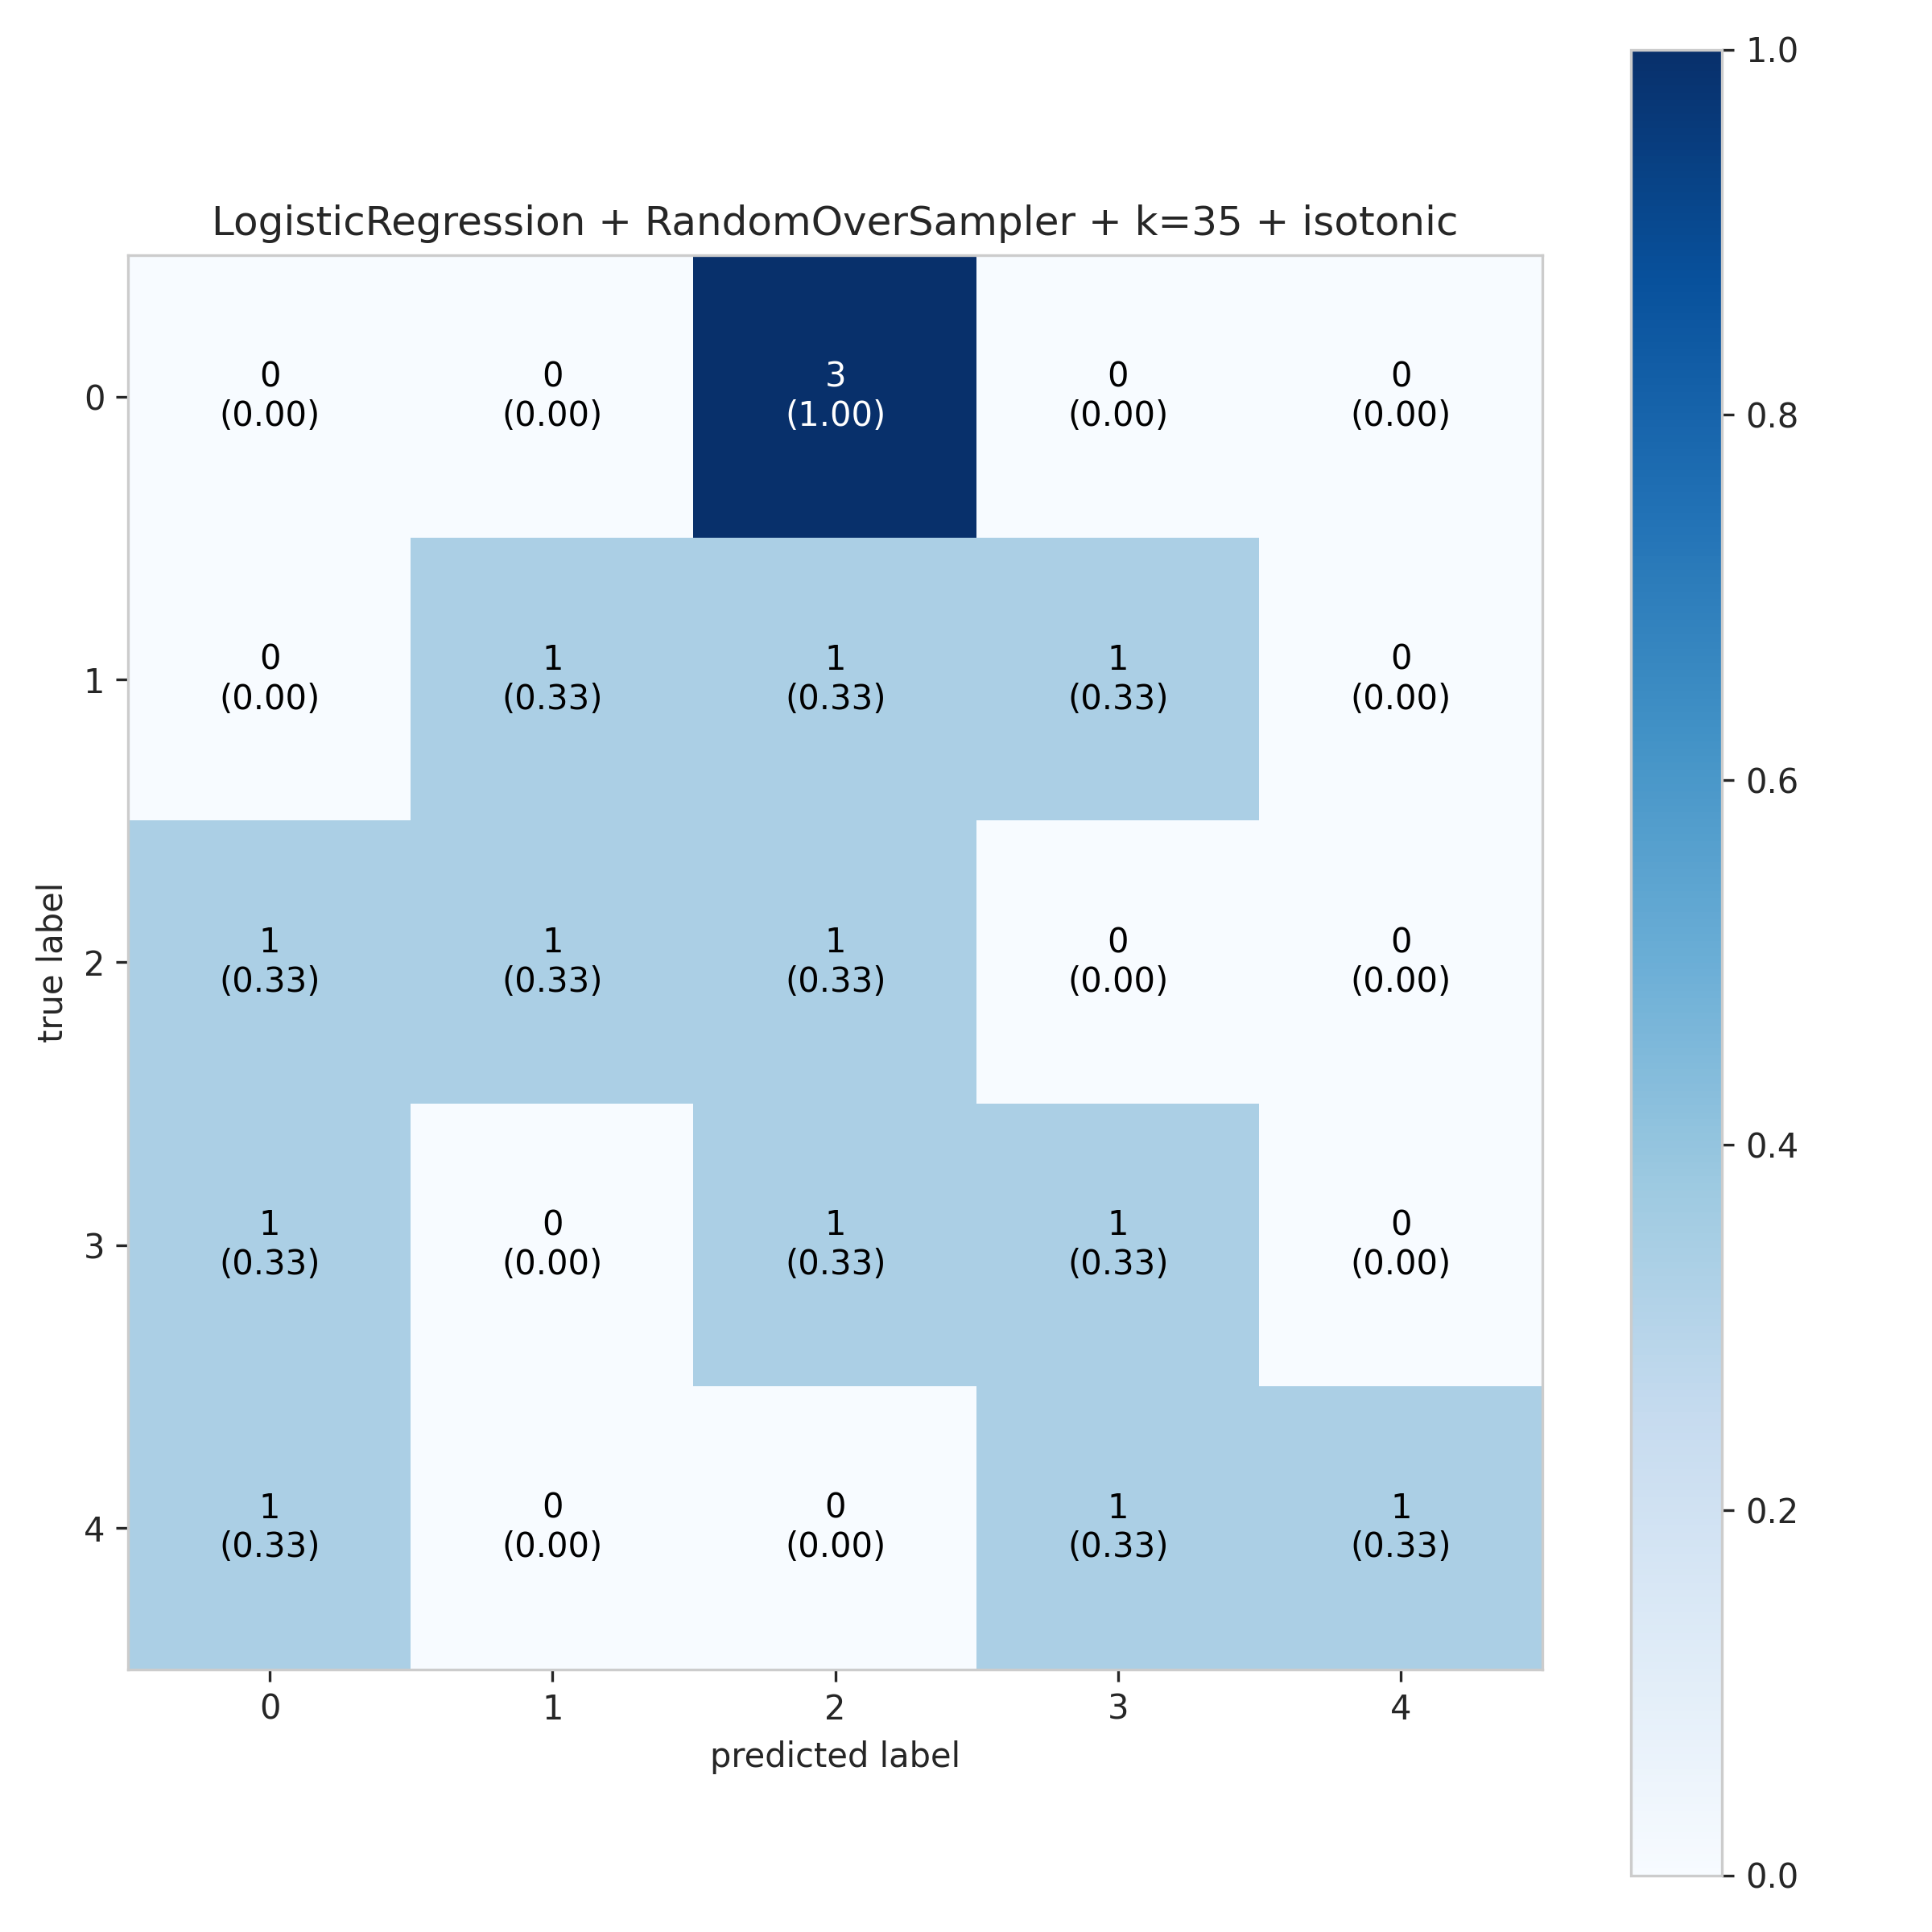 LogisticRegression + RandomOverSampler + k=35 + isotonic
0 0 3 0 0
0 (0.00) (0.00) (1.00) (0.00) (0.00)
0 1 1 1 0
1 (0.00) (0.33) (0.33) (0.33) (0.00)
1 1 1 0 0
2 (0.33) (0.33) (0.33) (0.00) (0.00)
1 0 1 1 0
3 (0.33) (0.00) (0.33) (0.33) (0.00)
1 0 0 1 1
4 (0.33) (0.00) (0.00) (0.33) (0.33)
0 1 2 3 4
true label
predicted label
1.0
0.8
0.6
0.4
0.2
0.0